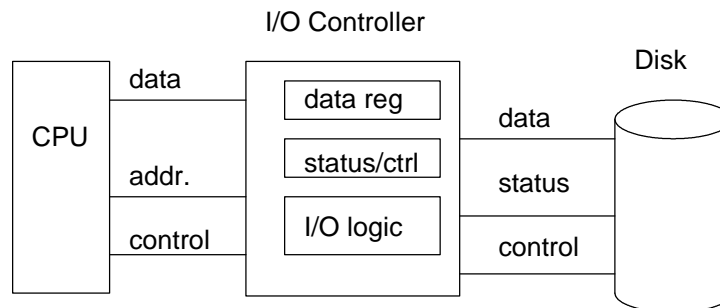 I/O Controller
Disk
CPU
data
addr.
control
data reg
status/ctrl
I/O logic
data
status
control